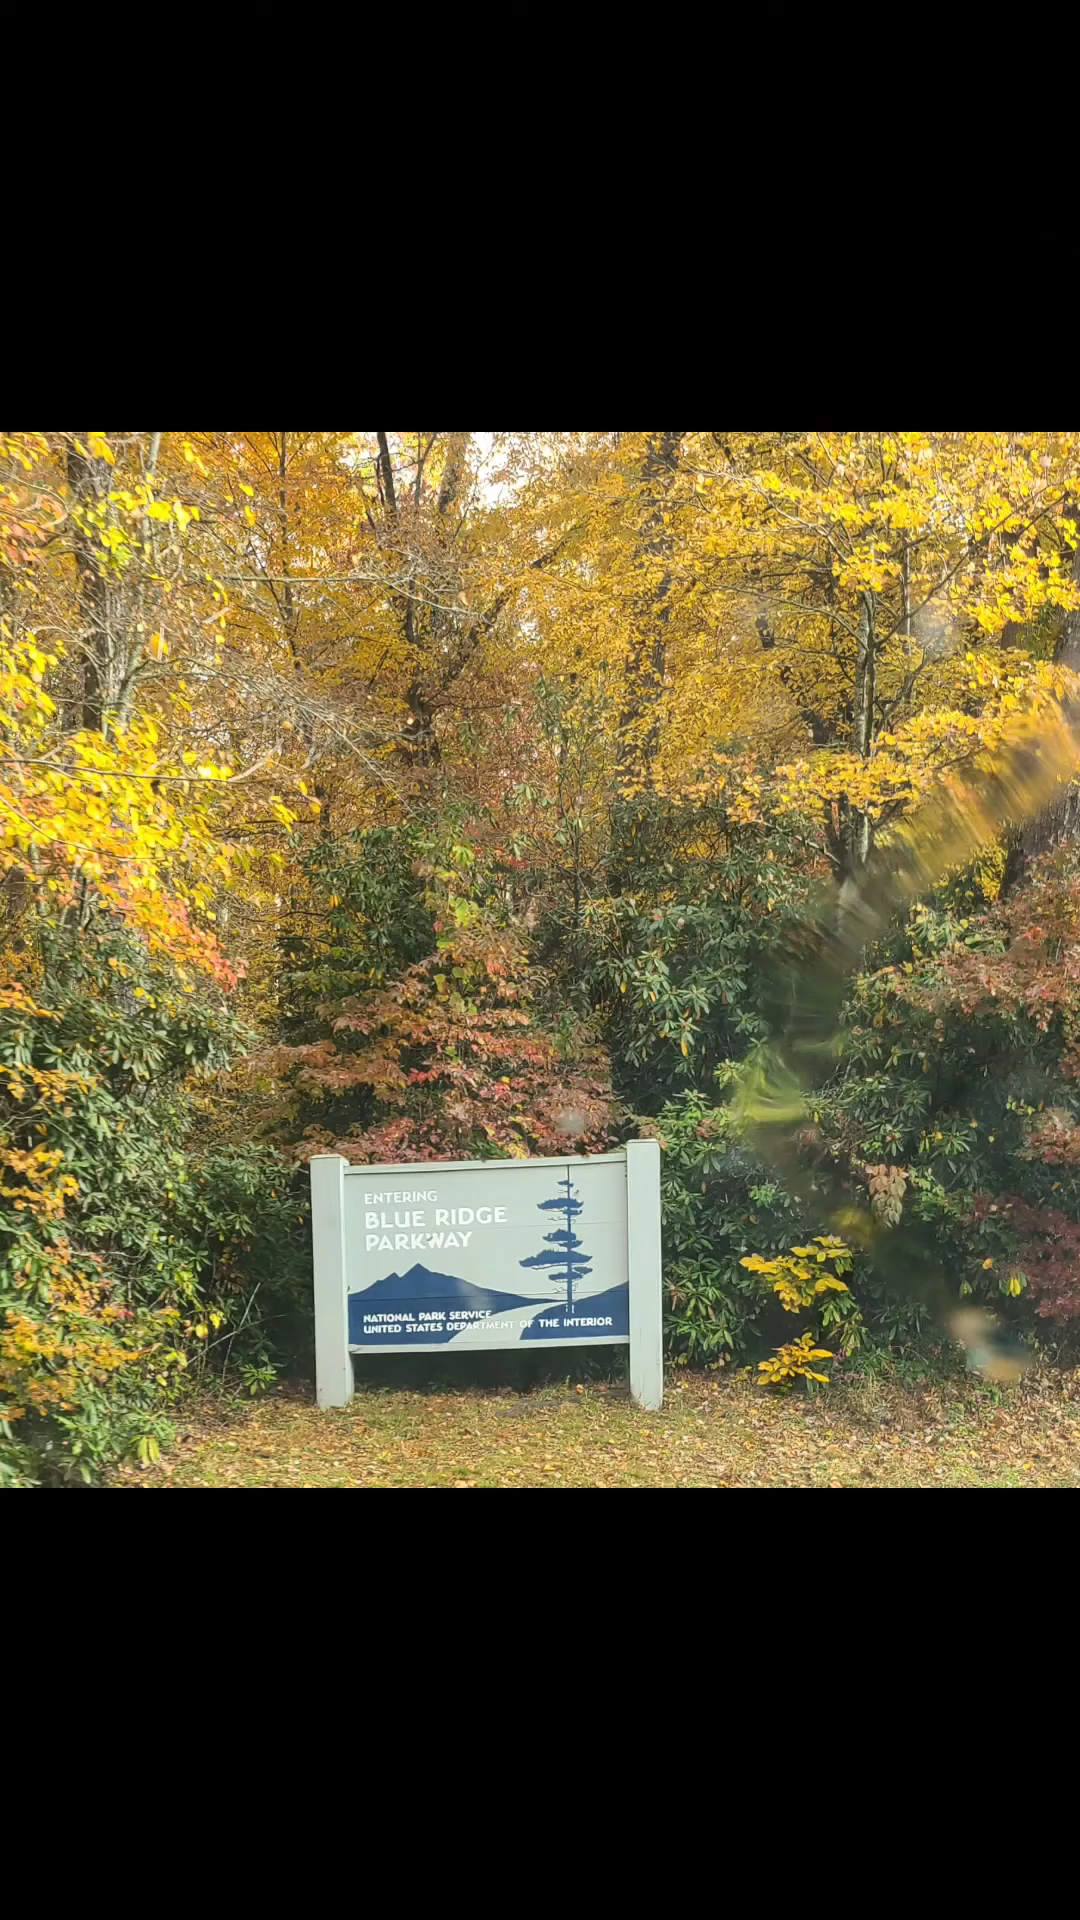 ENTERING
BLUE RIDGE
PARKWAY
NATIONAL PARK SERVICE
UNITED STATES DEPARTMENT OF THE INTERIOR